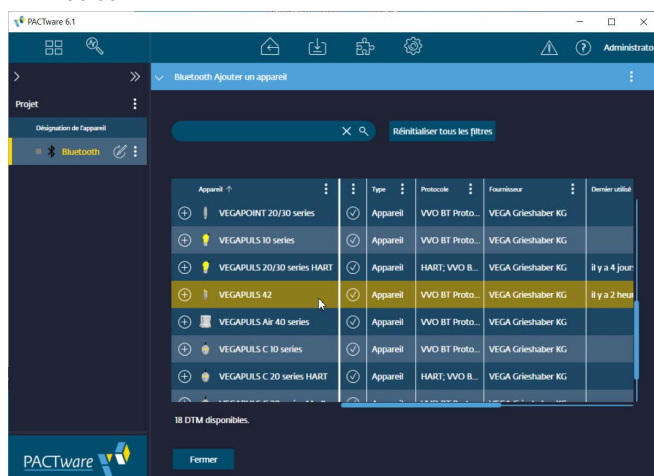 PACTware 6.1
Administrato
Bluetooth Ajouter un appareil
Projet
Désignation de l'appareil
Bluetooth
Réinitialiser tous les filtres
Appareil Type Protocole Fournisseur Dernier utilisé
VEGAPOINT 20/30 series Appareil VVO BT Proto... VEGA Grieshaber KG
VEGAPULS 10 series Appareil VVO BT Proto... VEGA Grieshaber KG
VEGAPULS 20/30 series HART Appareil HART; VVO B... VEGA Grieshaber KG il y a 4 jour
VEGAPULS 42 Appareil VVO BT Proto... VEGA Grieshaber KG il y a 2 heur
VEGAPULS Air 40 series Appareil VVO BT Proto... VEGA Grieshaber KG
VEGAPULS C 10 series Appareil VVO BT Proto... VEGA Grieshaber KG
VEGAPULS C 20 series HART Appareil HART; VVO B... VEGA Grieshaber KG
18 DTM disponibles.
Fermer
PACTware